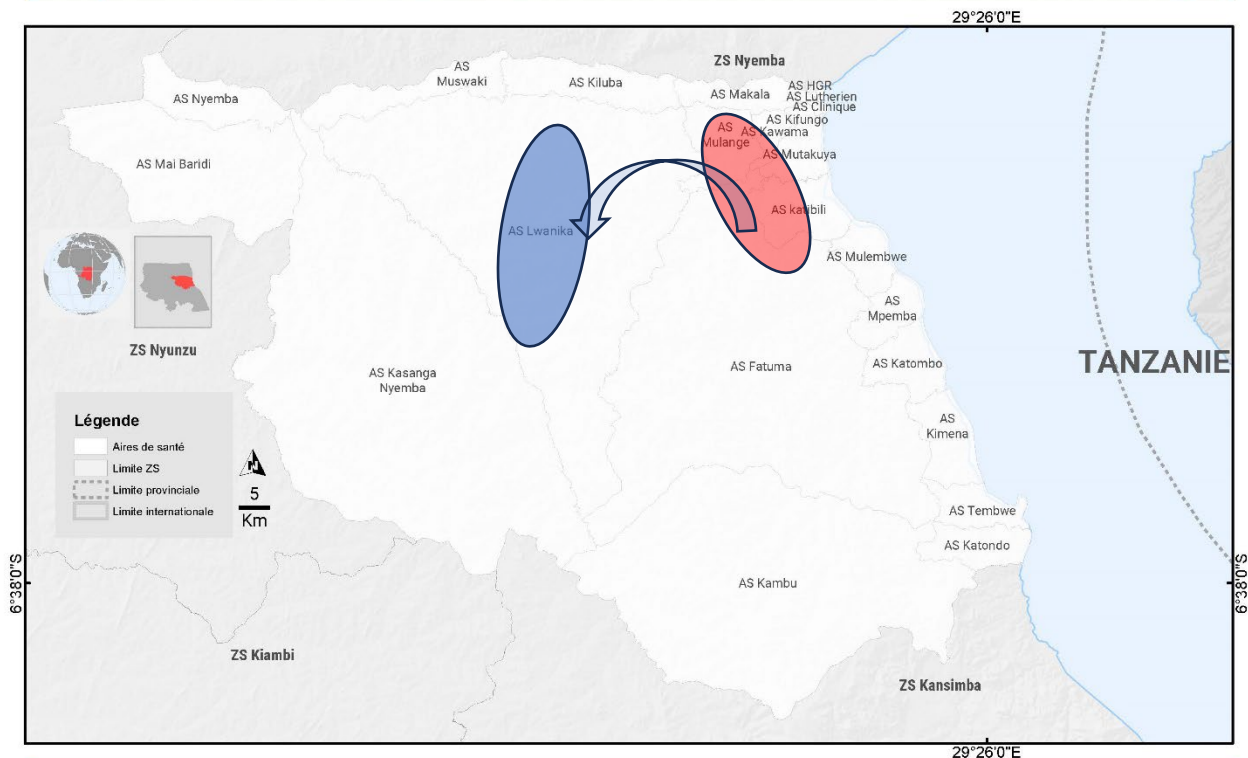 29°26'0"E
ZS Nyemba
AS
Muswaki
AS Kiluba
AS Nyemba
AS Makala
AS HGR
AS Lutherien
AS Clinique
AS Kifungo
AS
Mulange
AS Kawama
AS Mutakuya
AS Mai Baridi
AS katibili
AS Lwanika
AS Mulembwe
AS
Mpemba
ZS Nyunzu
TANZANIE
AS Katombo
AS Fatuma
AS Kasanga
Nyemba
Légende
Aires de santé
Limite ZS
Limite provinciale
Limite internationale
N
5
Km
AS
Kimena
AS Tembwe
AS Katondo
6°38'0"S
AS Kambu
6°38'0"S
ZS Kiambi
ZS Kansimba
29°26'0"E